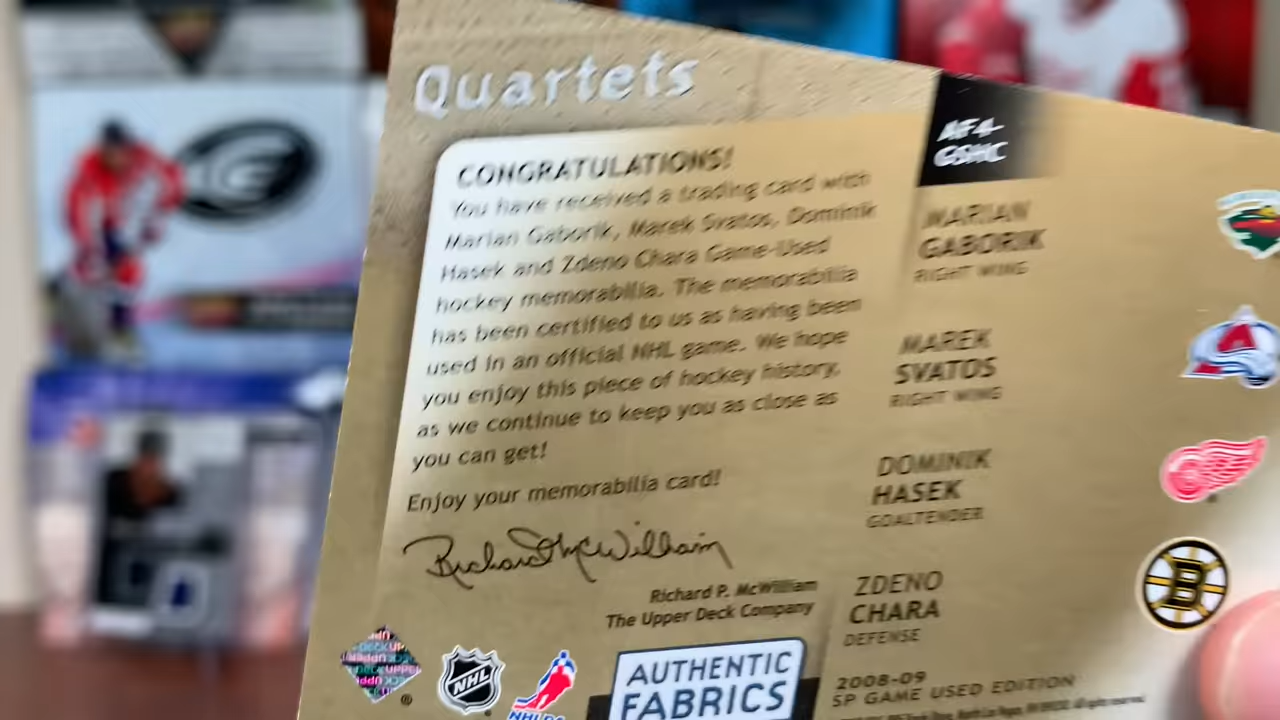 Quartets
AF4-
GSHC
CONGRATULATIONS!
You have received a trading card with
Marian Gaborik, Marek Svatos, Dominik
Hasek and Zdeno Chara Game-Used
hockey memorabilia. The memorabilia
has been certified to us as having been
used in an official NHL game. We hope
you enjoy this piece of hockey history,
as we continue to keep you as close as
you can get!
Enjoy your memorabilia card!
Richard McWilliam
Richard P. McWilliam
The Upper Deck Company
MARIAN
GABORIK
RIGHT WING
MAREK
SVATOS
RIGHT WING
DOMINIK
HASEK
GOALTENDER
ZDENO
CHARA
DEFENSE
B
2008-09
SP GAME USED EDITION
NHL
NHLPA
AUTHENTIC
FABRICS